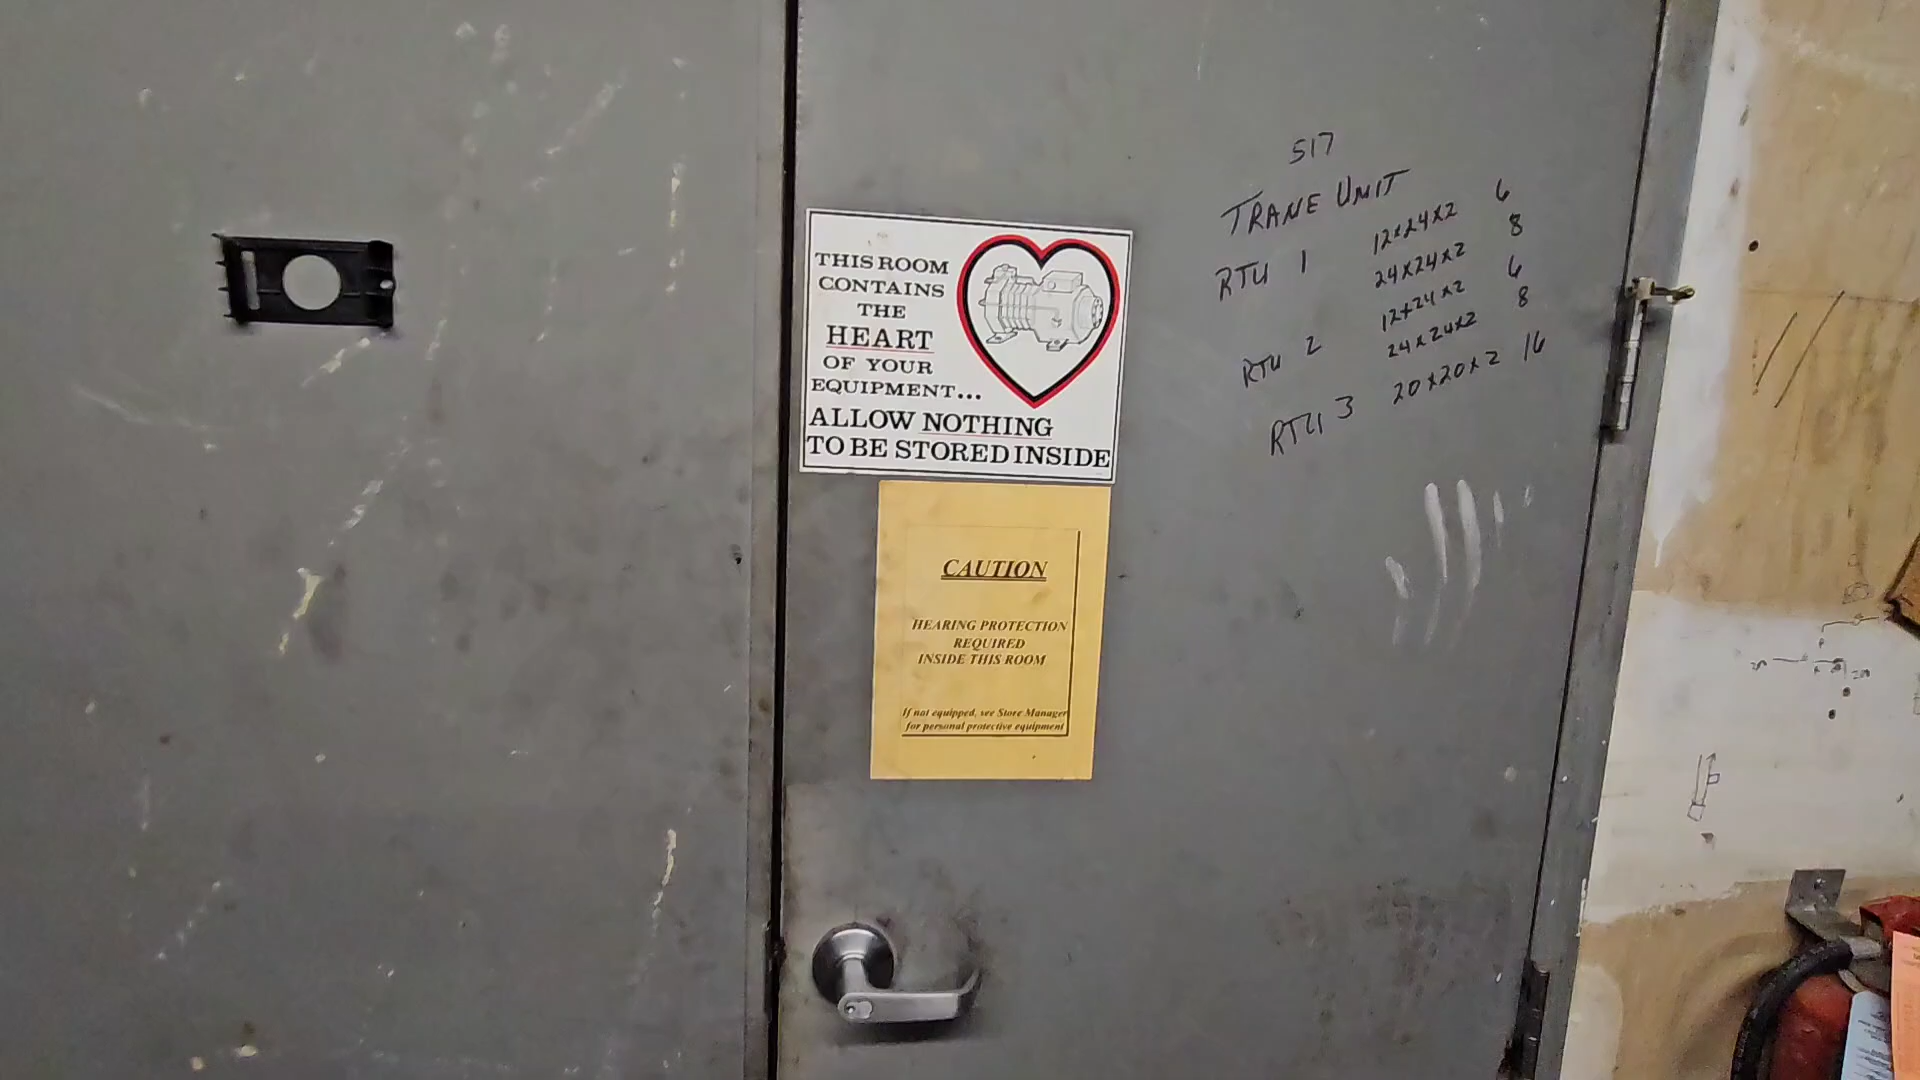 THIS ROOM
CONTAINS
THE
HEART
OF YOUR
EQUIPMENT...
ALLOW NOTHING
TO BE STORED INSIDE
CAUTION
HEARING PROTECTION
REQUIRED
INSIDE THIS ROOM
If not equipped, see Store Manager
for personal protective equipment
517
TRANE UNIT
RTU 1 12x24x2 6
24x24x2 8
RTU 2 12x24x2 6
24x24x2 8
RTU 3 20x20x2 16